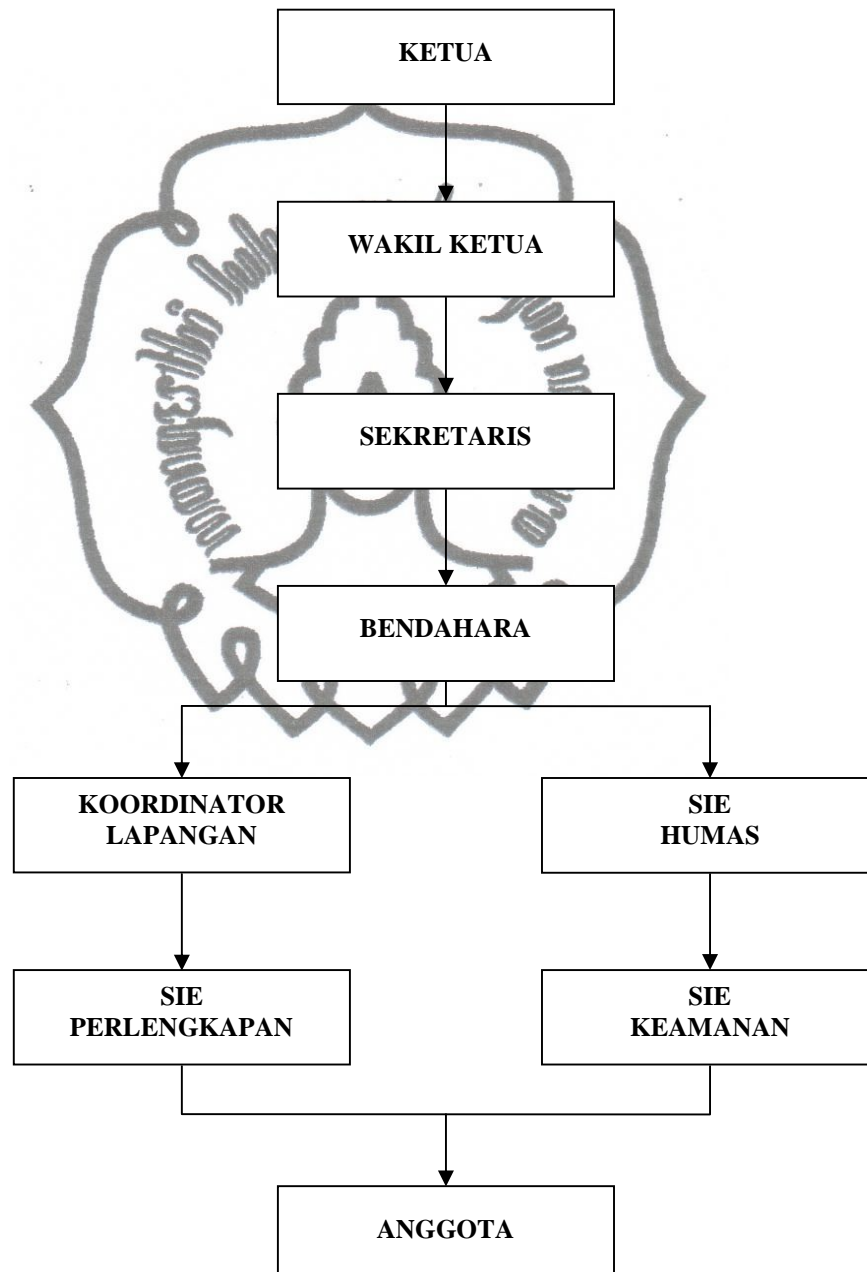 KETUA
WAKIL KETUA
SEKRETARIS
BENDAHARA
KOORDINATOR
LAPANGAN
SIE
HUMAS
SIE
PERLENGKAPAN
SIE
KEAMANAN
ANGGOTA